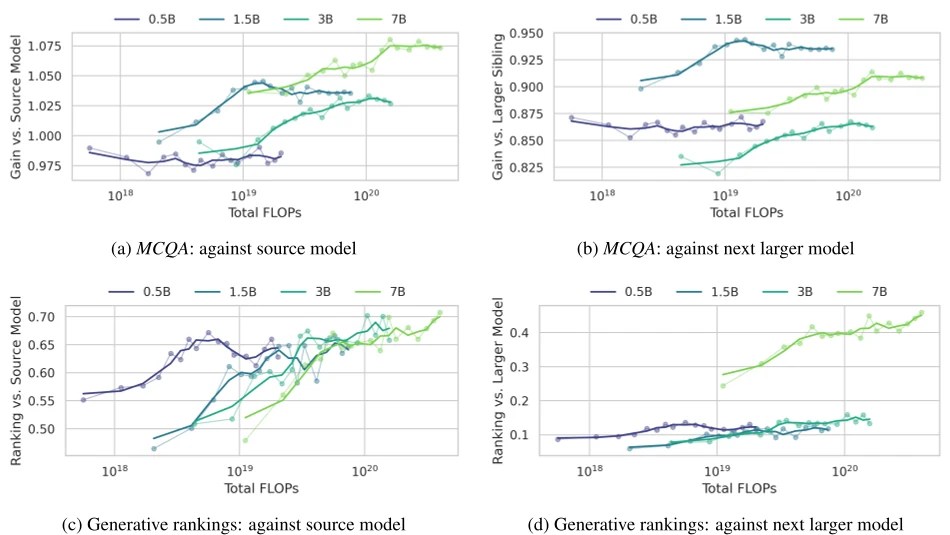 0.5B 1.5B 3B 7B
Gain vs. Source Model
1.075
1.050
1.025
1.000
0.975
10^18 10^19 10^20
Total FLOPs
(a) MCQA: against source model
0.5B 1.5B 3B 7B
Gain vs. Larger Sibling
0.950
0.925
0.900
0.875
0.850
0.825
10^18 10^19 10^20
Total FLOPs
(b) MCQA: against next larger model
0.5B 1.5B 3B 7B
Ranking vs. Source Model
0.70
0.65
0.60
0.55
0.50
10^18 10^19 10^20
Total FLOPs
(c) Generative rankings: against source model
0.5B 1.5B 3B 7B
Ranking vs. Larger Model
0.4
0.3
0.2
0.1
10^18 10^19 10^20
Total FLOPs
(d) Generative rankings: against next larger model